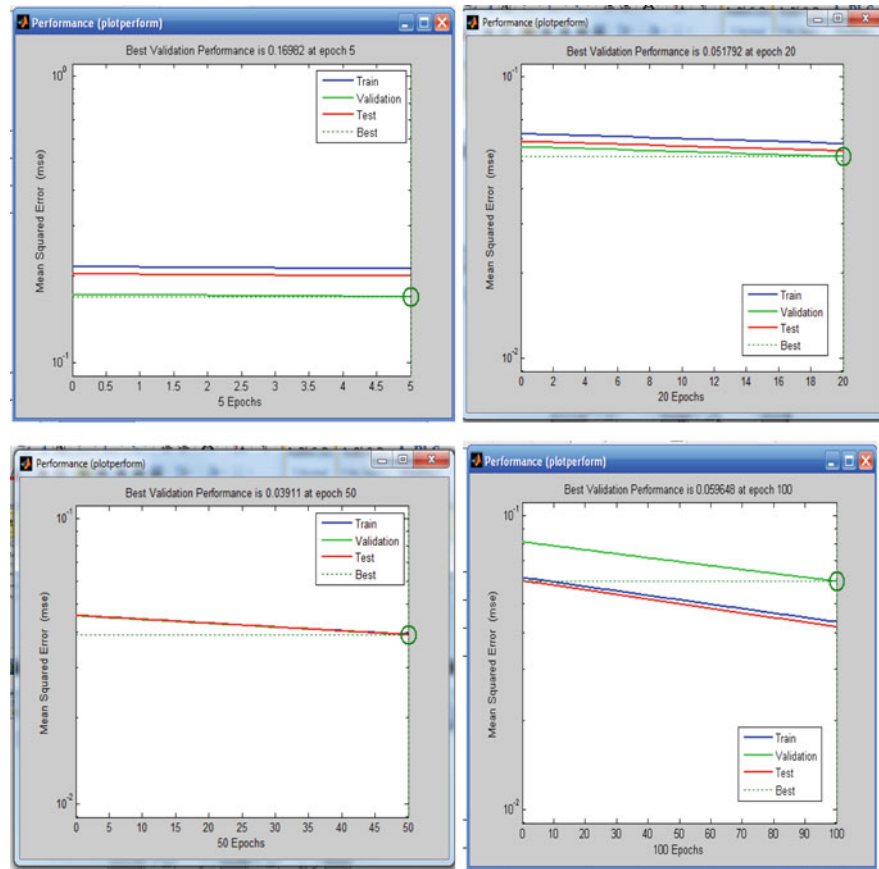 Performance (plotperform)
Best Validation Performance is 0.16982 at epoch 5
10^0
10^-1
Mean Squared Error (mse)
Train
Validation
Test
Best
0 0.5 1 1.5 2 2.5 3 3.5 4 4.5 5
5 Epochs
Performance (plotperform)
Best Validation Performance is 0.051792 at epoch 20
10^-1
10^-2
Mean Squared Error (mse)
Train
Validation
Test
Best
0 2 4 6 8 10 12 14 16 18 20
20 Epochs
Performance (plotperform)
Best Validation Performance is 0.03911 at epoch 50
10^-1
10^-2
Mean Squared Error (mse)
Train
Validation
Test
Best
0 5 10 15 20 25 30 35 40 45 50
50 Epochs
Performance (plotperform)
Best Validation Performance is 0.059648 at epoch 100
10^-1
10^-2
Mean Squared Error (mse)
Train
Validation
Test
Best
0 10 20 30 40 50 60 70 80 90 100
100 Epochs